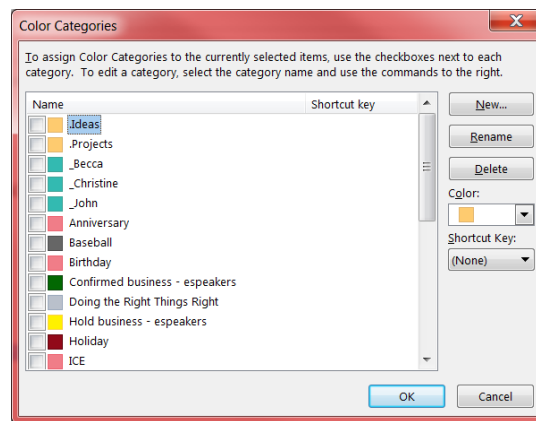 Color Categories
To assign Color Categories to the currently selected items, use the checkboxes next to each
category.  To edit a category, select the category name and use the commands to the right.
Name Shortcut key
.Ideas
.Projects
_Becca
_Christine
_John
Anniversary
Baseball
Birthday
Confirmed business - espeakers
Doing the Right Things Right
Hold business - espeakers
Holiday
ICE
New...
Rename
Delete
Color:
Shortcut Key:
(None)
OK Cancel